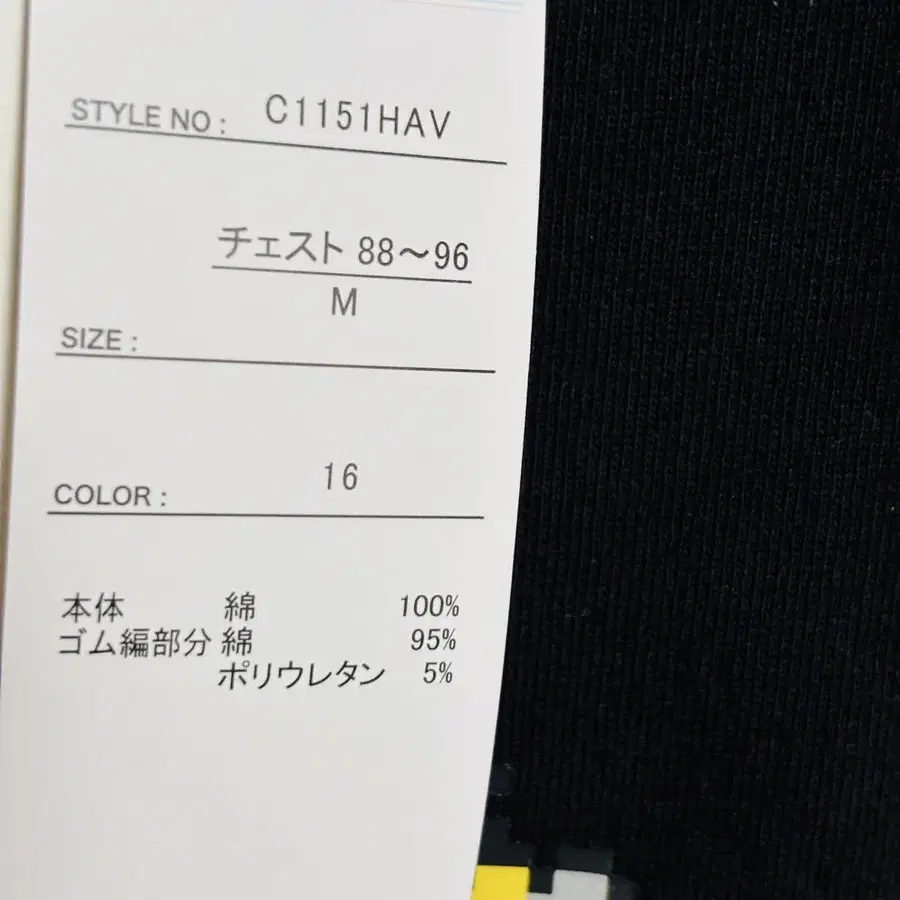 STYLE NO : C1151HAV
チェスト 88～96
M
SIZE :
16
COLOR :
本体 綿 100%
ゴム編部分 綿 95%
ポリウレタン 5%